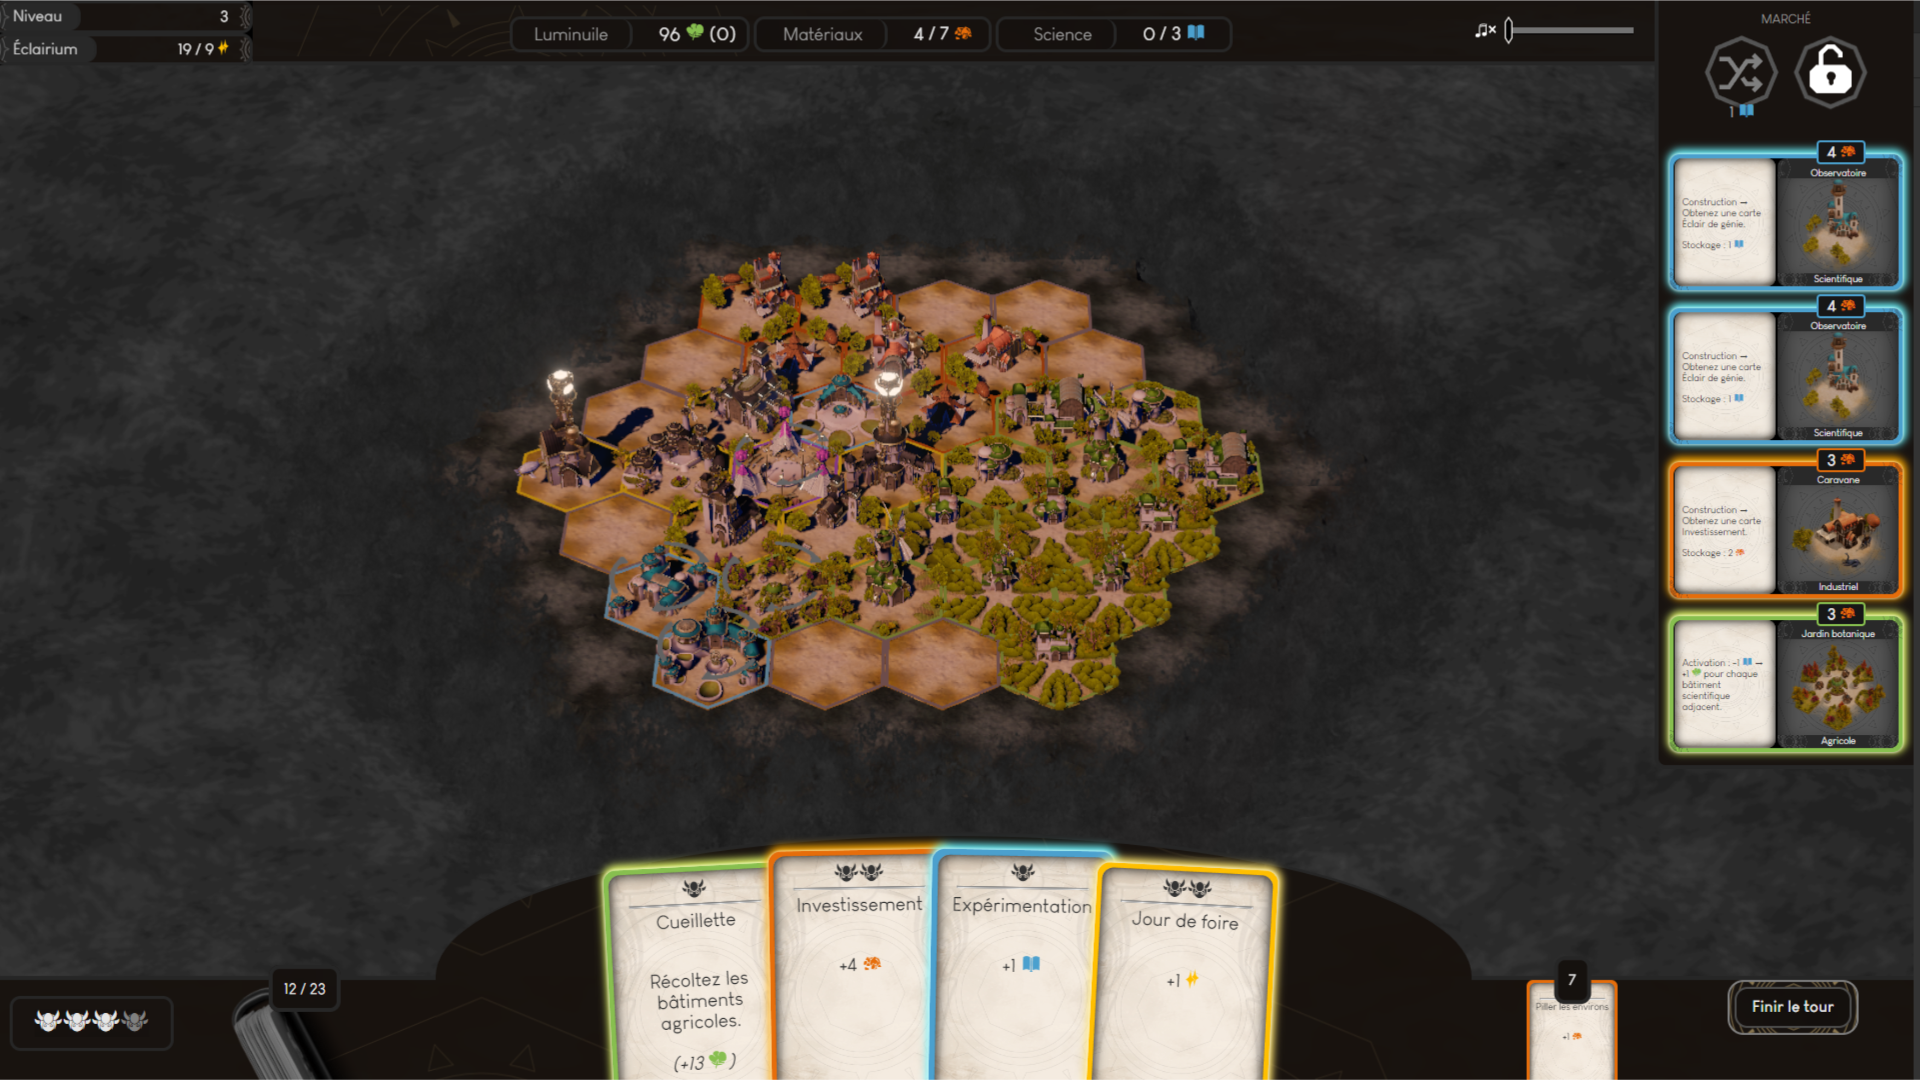 Niveau 3
Éclairium 19 / 9
Luminuile 96 (0)
Matériaux 4 / 7
Science 0 / 3
MARCHÉ
1
4
Observatoire
Construction →
Obtenez une carte
Éclair de génie.
Stockage : 1
Scientifique
4
Observatoire
Construction →
Obtenez une carte
Éclair de génie.
Stockage : 1
Scientifique
3
Caravane
Construction →
Obtenez une carte
Investissement.
Stockage : 2
Industriel
3
Jardin botanique
Activation : -1 →
+1 pour chaque
bâtiment
scientifique
adjacent.
Agricole
Cueillette
Récoltez les
bâtiments
agricoles.
(+13 )
Investissement
+4
Expérimentation
+1
Jour de foire
+1
12 / 23
7
Piller les environs
+1
Finir le tour